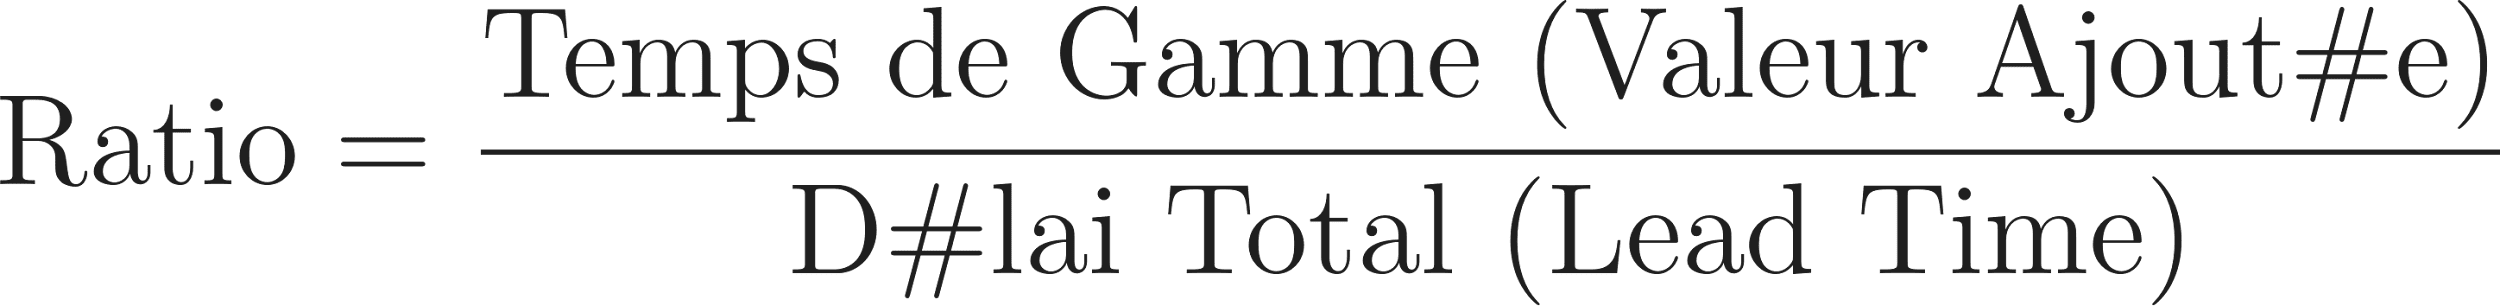 Temps de Gamme (Valeur Ajout#e)
Ratio =
D#lai Total (Lead Time)